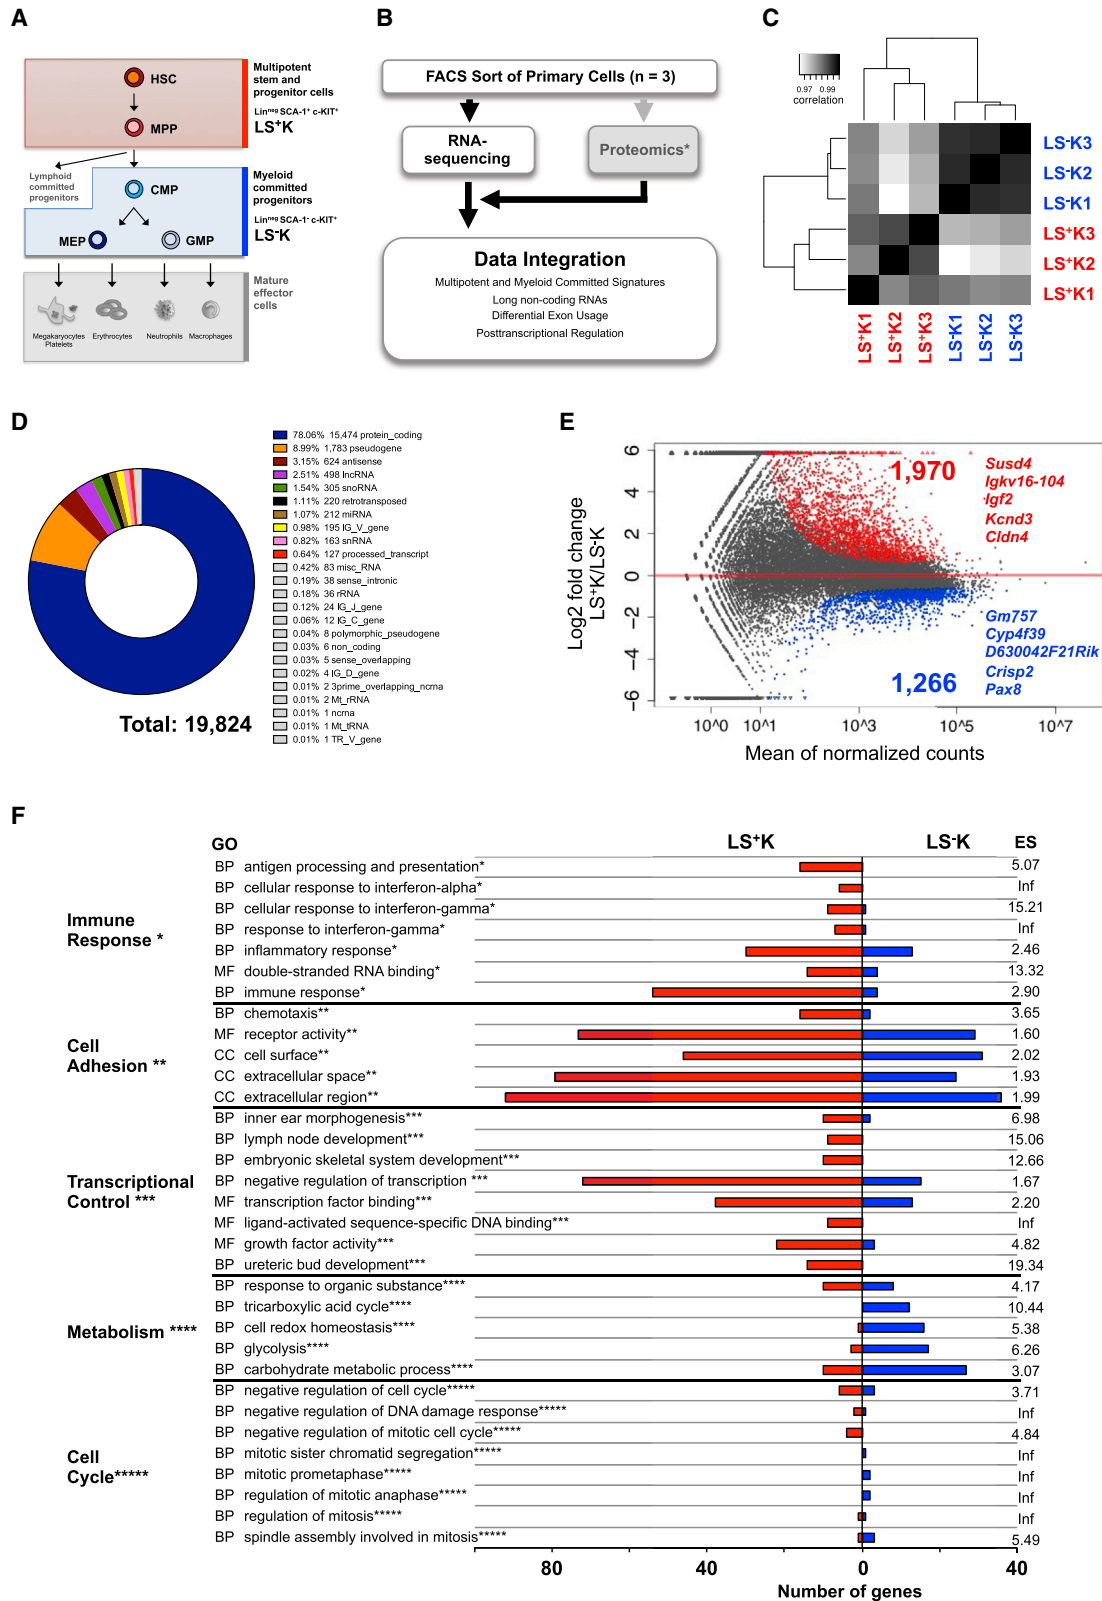 A
HSC
MPP
Multipotent
stem and
progenitor cells
Linneg SCA-1+ c-KIT+
LS+K
Lymphoid
committed
progenitors
CMP
MEP
GMP
Myeloid
committed
progenitors
Linneg SCA-1- c-KIT+
LS-K
Mature
effector
cells
Megakaryocytes
Platelets
Erythrocytes
Neutrophils
Macrophages
B
FACS Sort of Primary Cells (n = 3)
RNA-
sequencing
Proteomics*
Data Integration
Multipotent and Myeloid Committed Signatures
Long non-coding RNAs
Differential Exon Usage
Posttranscriptional Regulation
C
0.97 0.99
correlation
LS-K3
LS-K2
LS-K1
LS+K3
LS+K2
LS+K1
LS+K1
LS+K2
LS+K3
LS-K1
LS-K2
LS-K3
D
78.06% 15,474 protein_coding
8.99% 1,783 pseudogene
3.15% 624 antisense
2.51% 498 lncRNA
1.54% 305 snoRNA
1.11% 220 retrotransposed
1.07% 212 miRNA
0.98% 195 IG_V_gene
0.82% 163 snRNA
0.64% 127 processed_transcript
0.42% 83 misc_RNA
0.19% 38 sense_intronic
0.18% 36 rRNA
0.12% 24 IG_J_gene
0.06% 12 IG_C_gene
0.04% 8 polymorphic_pseudogene
0.03% 6 non_coding
0.03% 5 sense_overlapping
0.02% 4 IG_D_gene
0.01% 2 3prime_overlapping_ncrna
0.01% 2 Mt_rRNA
0.01% 1 ncrna
0.01% 1 Mt_tRNA
0.01% 1 TR_V_gene
Total: 19,824
E
Log2 fold change
LS+K/LS-K
6
4
2
0
-2
-4
-6
1,970
Susd4
Igkv16-104
Igf2
Kcnd3
Cldn4
1,266
Gm757
Cyp4f39
D630042F21Rik
Crisp2
Pax8
10^0 10^1 10^3 10^5 10^7
Mean of normalized counts
F
GO LS+K LS-K ES
Immune
Response *
BP antigen processing and presentation* 5.07
BP cellular response to interferon-alpha* Inf
BP cellular response to interferon-gamma* 15.21
BP response to interferon-gamma* Inf
BP inflammatory response* 2.46
MF double-stranded RNA binding* 13.32
BP immune response* 2.90
Cell
Adhesion **
BP chemotaxis** 3.65
MF receptor activity** 1.60
CC cell surface** 2.02
CC extracellular space** 1.93
CC extracellular region** 1.99
Transcriptional
Control ***
BP inner ear morphogenesis*** 6.98
BP lymph node development*** 15.06
BP embryonic skeletal system development*** 12.66
BP negative regulation of transcription *** 1.67
MF transcription factor binding*** 2.20
MF ligand-activated sequence-specific DNA binding*** Inf
MF growth factor activity*** 4.82
BP ureteric bud development*** 19.34
Metabolism ****
BP response to organic substance**** 4.17
BP tricarboxylic acid cycle**** 10.44
BP cell redox homeostasis**** 5.38
BP glycolysis**** 6.26
BP carbohydrate metabolic process**** 3.07
Cell
Cycle*****
BP negative regulation of cell cycle***** 3.71
BP negative regulation of DNA damage response***** Inf
BP negative regulation of mitotic cell cycle***** 4.84
BP mitotic sister chromatid segregation***** Inf
BP mitotic prometaphase***** Inf
BP regulation of mitotic anaphase***** Inf
BP regulation of mitosis***** Inf
BP spindle assembly involved in mitosis***** 5.49
80 40 0 40
Number of genes